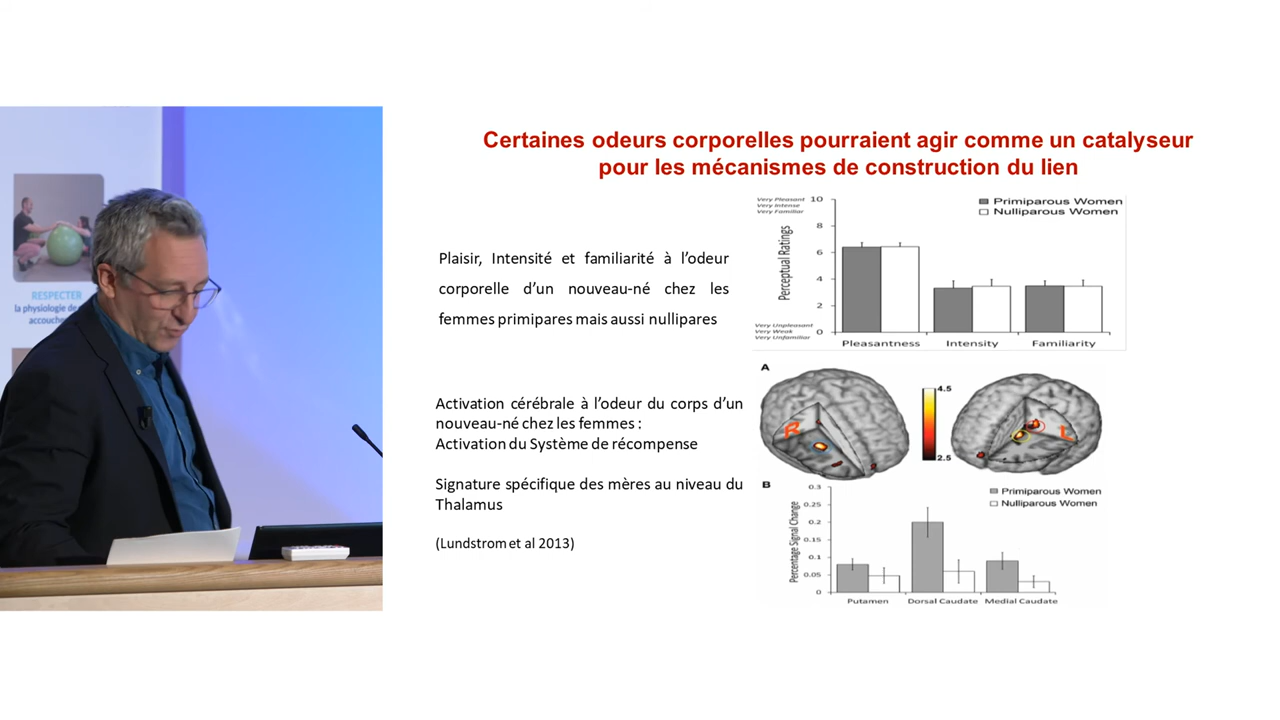 RESPECTER
la physiologie de
accouche
Certaines odeurs corporelles pourraient agir comme un catalyseur
pour les mécanismes de construction du lien
Plaisir, Intensité et familiarité à l’odeur
corporelle d’un nouveau-né chez les
femmes primipares mais aussi nullipares
Very Pleasant
Very Intense
Very Familiar
10
8
6
4
2
0
Perceptual Ratings
Very Unpleasant
Very Weak
Very Unfamiliar
Primiparous Women
Nulliparous Women
Pleasantness Intensity Familiarity
Activation cérébrale à l’odeur du corps d’un
nouveau-né chez les femmes :
Activation du Système de récompense
Signature spécifique des mères au niveau du
Thalamus
(Lundstrom et al 2013)
A
R
4.5
2.5
L
B
0.3
0.25
0.2
0.15
0.1
0.05
0
Percentage Signal Change
Primiparous Women
Nulliparous Women
Putamen Dorsal Caudate Medial Caudate